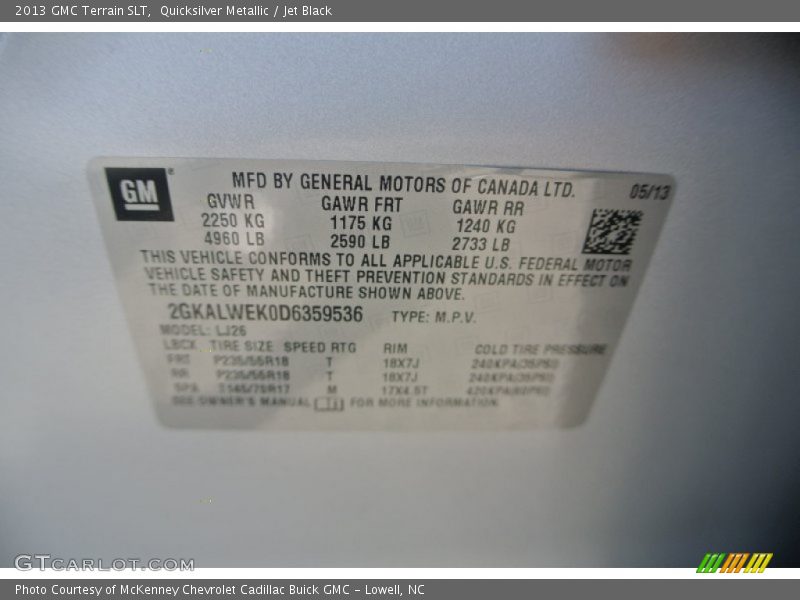 2013 GMC Terrain SLT, Quicksilver Metallic / Jet Black
GM
MFD BY GENERAL MOTORS OF CANADA LTD. 05/13
GVWR GAWR FRT GAWR RR
2250 KG 1175 KG 1240 KG
4960 LB 2590 LB 2733 LB
THIS VEHICLE CONFORMS TO ALL APPLICABLE U.S. FEDERAL MOTOR
VEHICLE SAFETY AND THEFT PREVENTION STANDARDS IN EFFECT ON
THE DATE OF MANUFACTURE SHOWN ABOVE.
2GKALWEK0D6359536 TYPE: M.P.V.
MODEL: LJ26
LBCK TIRE SIZE SPEED RTG RIM COLD TIRE PRESSURE
FRT P235/55R18 T 18X7J 240KPA(35PSI)
RR P235/55R18 T 18X7J 240KPA(35PSI)
SPA M 17X4.5T 420KPA(60PSI)
SEE OWNER'S MANUAL FOR MORE INFORMATION
GTCARLOT.COM
Photo Courtesy of McKenney Chevrolet Cadillac Buick GMC - Lowell, NC